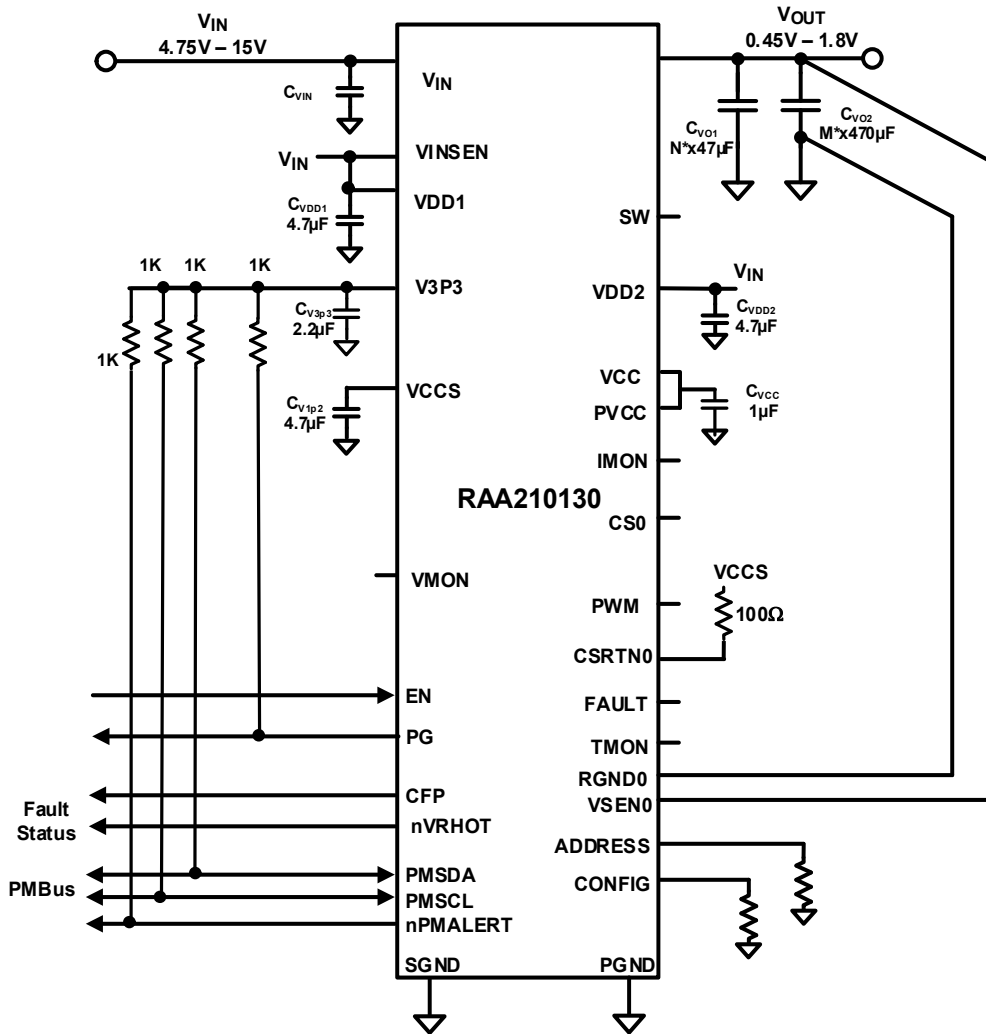 VIN
4.75V – 15V
CVIN
VIN
VIN
VINSEN
VDD1
CVDD1
4.7µF
1K
1K
1K
1K
V3P3
CV3p3
2.2µF
VCCS
CV1p2
4.7µF
VMON
EN
PG
CFP
Fault
Status
nVRHOT
PMSDA
PMBus
PMSCL
nPMALERT
SGND
PGND
RAA210130
VOUT
0.45V – 1.8V
CVO1
N*x47µF
CVO2
M*x470µF
SW
VDD2
VIN
CVDD2
4.7µF
VCC
PVCC
CVCC
1µF
IMON
CS0
VCCS
100Ω
PWM
CSRTN0
FAULT
TMON
RGND0
VSEN0
ADDRESS
CONFIG